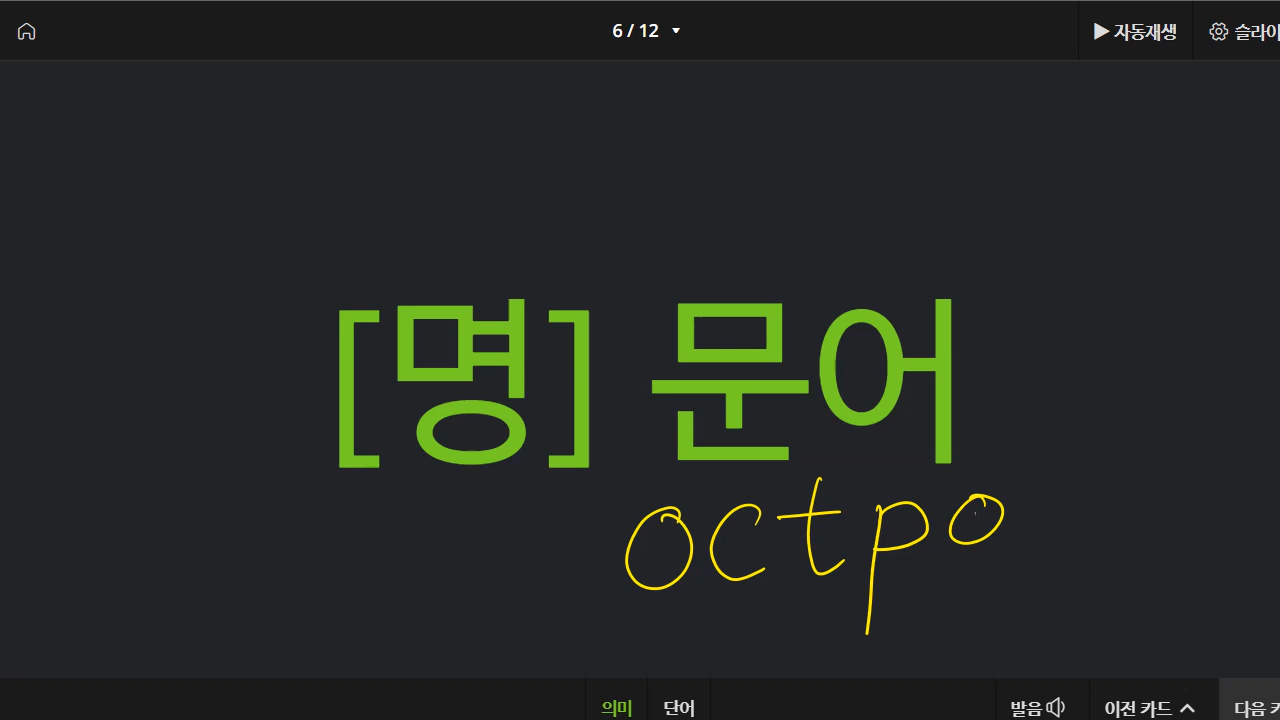 6 / 12
자동재생
슬라이
[명] 문어
octpo
의미
단어
발음
이전 카드
다음